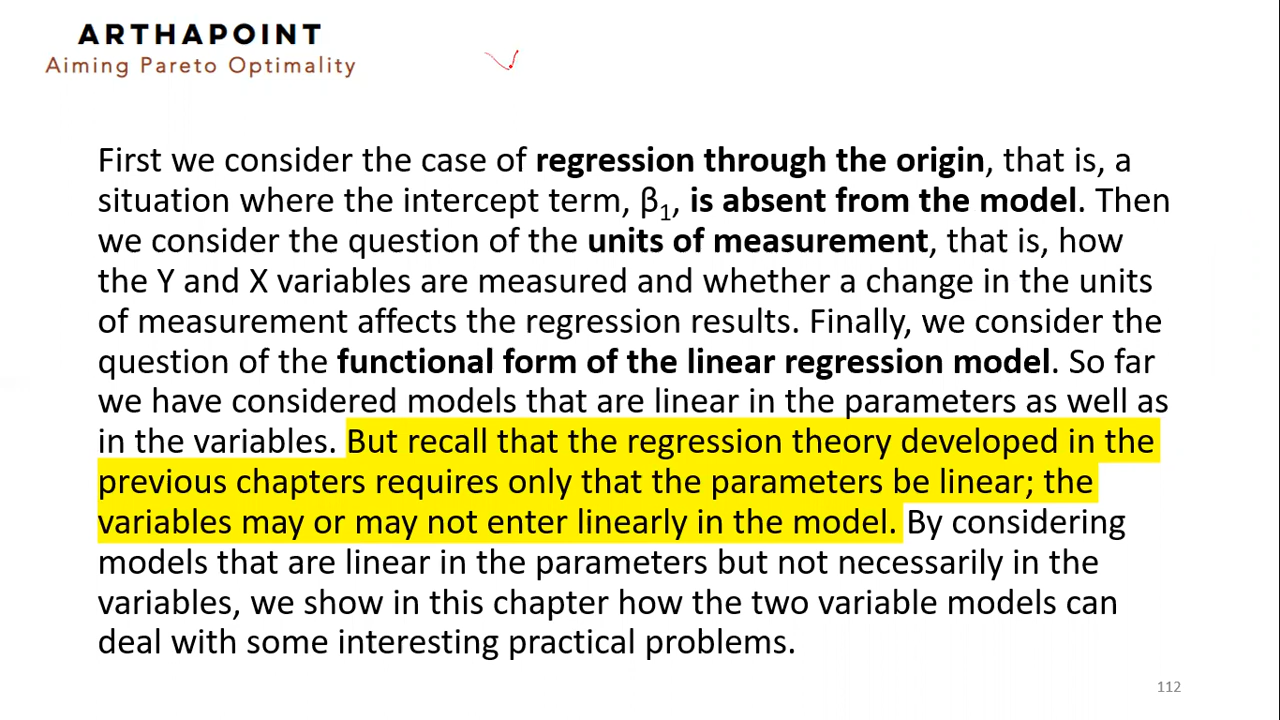 ARTHAPOINT
Aiming Pareto Optimality
First we consider the case of regression through the origin, that is, a
situation where the intercept term, β₁, is absent from the model. Then
we consider the question of the units of measurement, that is, how
the Y and X variables are measured and whether a change in the units
of measurement affects the regression results. Finally, we consider the
question of the functional form of the linear regression model. So far
we have considered models that are linear in the parameters as well as
in the variables. But recall that the regression theory developed in the
previous chapters requires only that the parameters be linear; the
variables may or may not enter linearly in the model. By considering
models that are linear in the parameters but not necessarily in the
variables, we show in this chapter how the two variable models can
deal with some interesting practical problems.
112